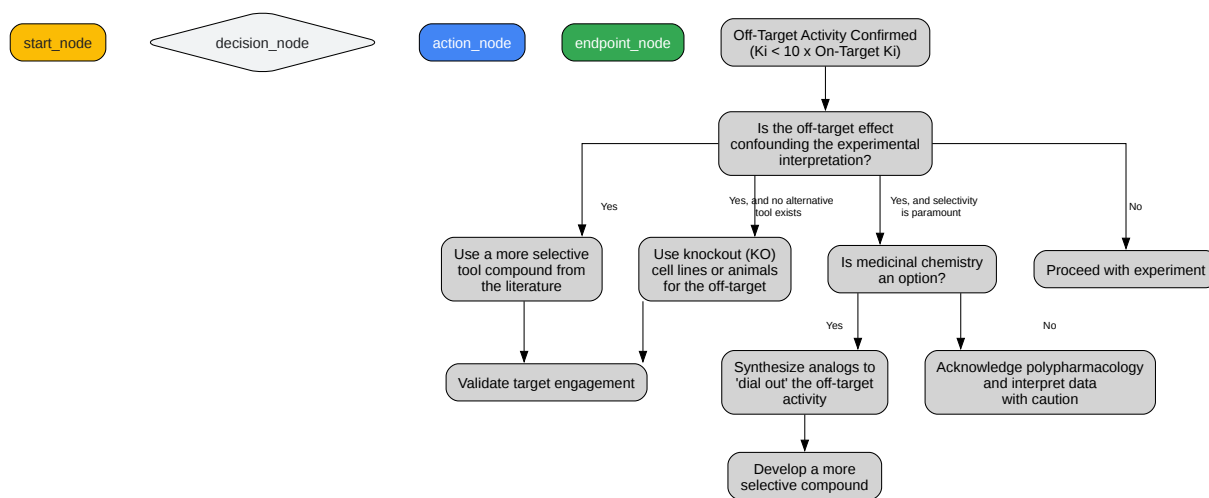 start_node
decision_node
action_node
endpoint_node
Off-Target Activity Confirmed
(Ki < 10 x On-Target Ki)
Is the off-target effect
confounding the experimental
interpretation?
Yes
Yes, and no alternative
tool exists
Yes, and selectivity
is paramount
No
Use a more selective
tool compound from
the literature
Use knockout (KO)
cell lines or animals
for the off-target
Is medicinal chemistry
an option?
Proceed with experiment
Yes
No
Validate target engagement
Synthesize analogs to
'dial out' the off-target
activity
Acknowledge polypharmacology
and interpret data
with caution
Develop a more
selective compound